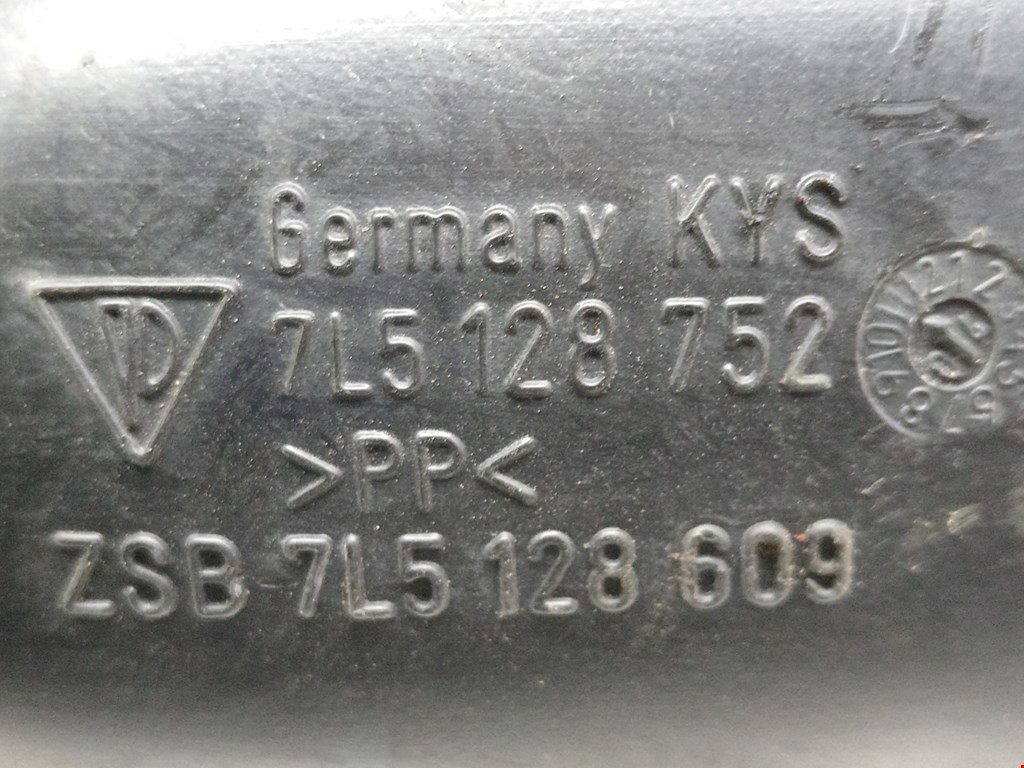 Germany KYS
7L5 128 752
>PP<
ZSB 7L5 128 609